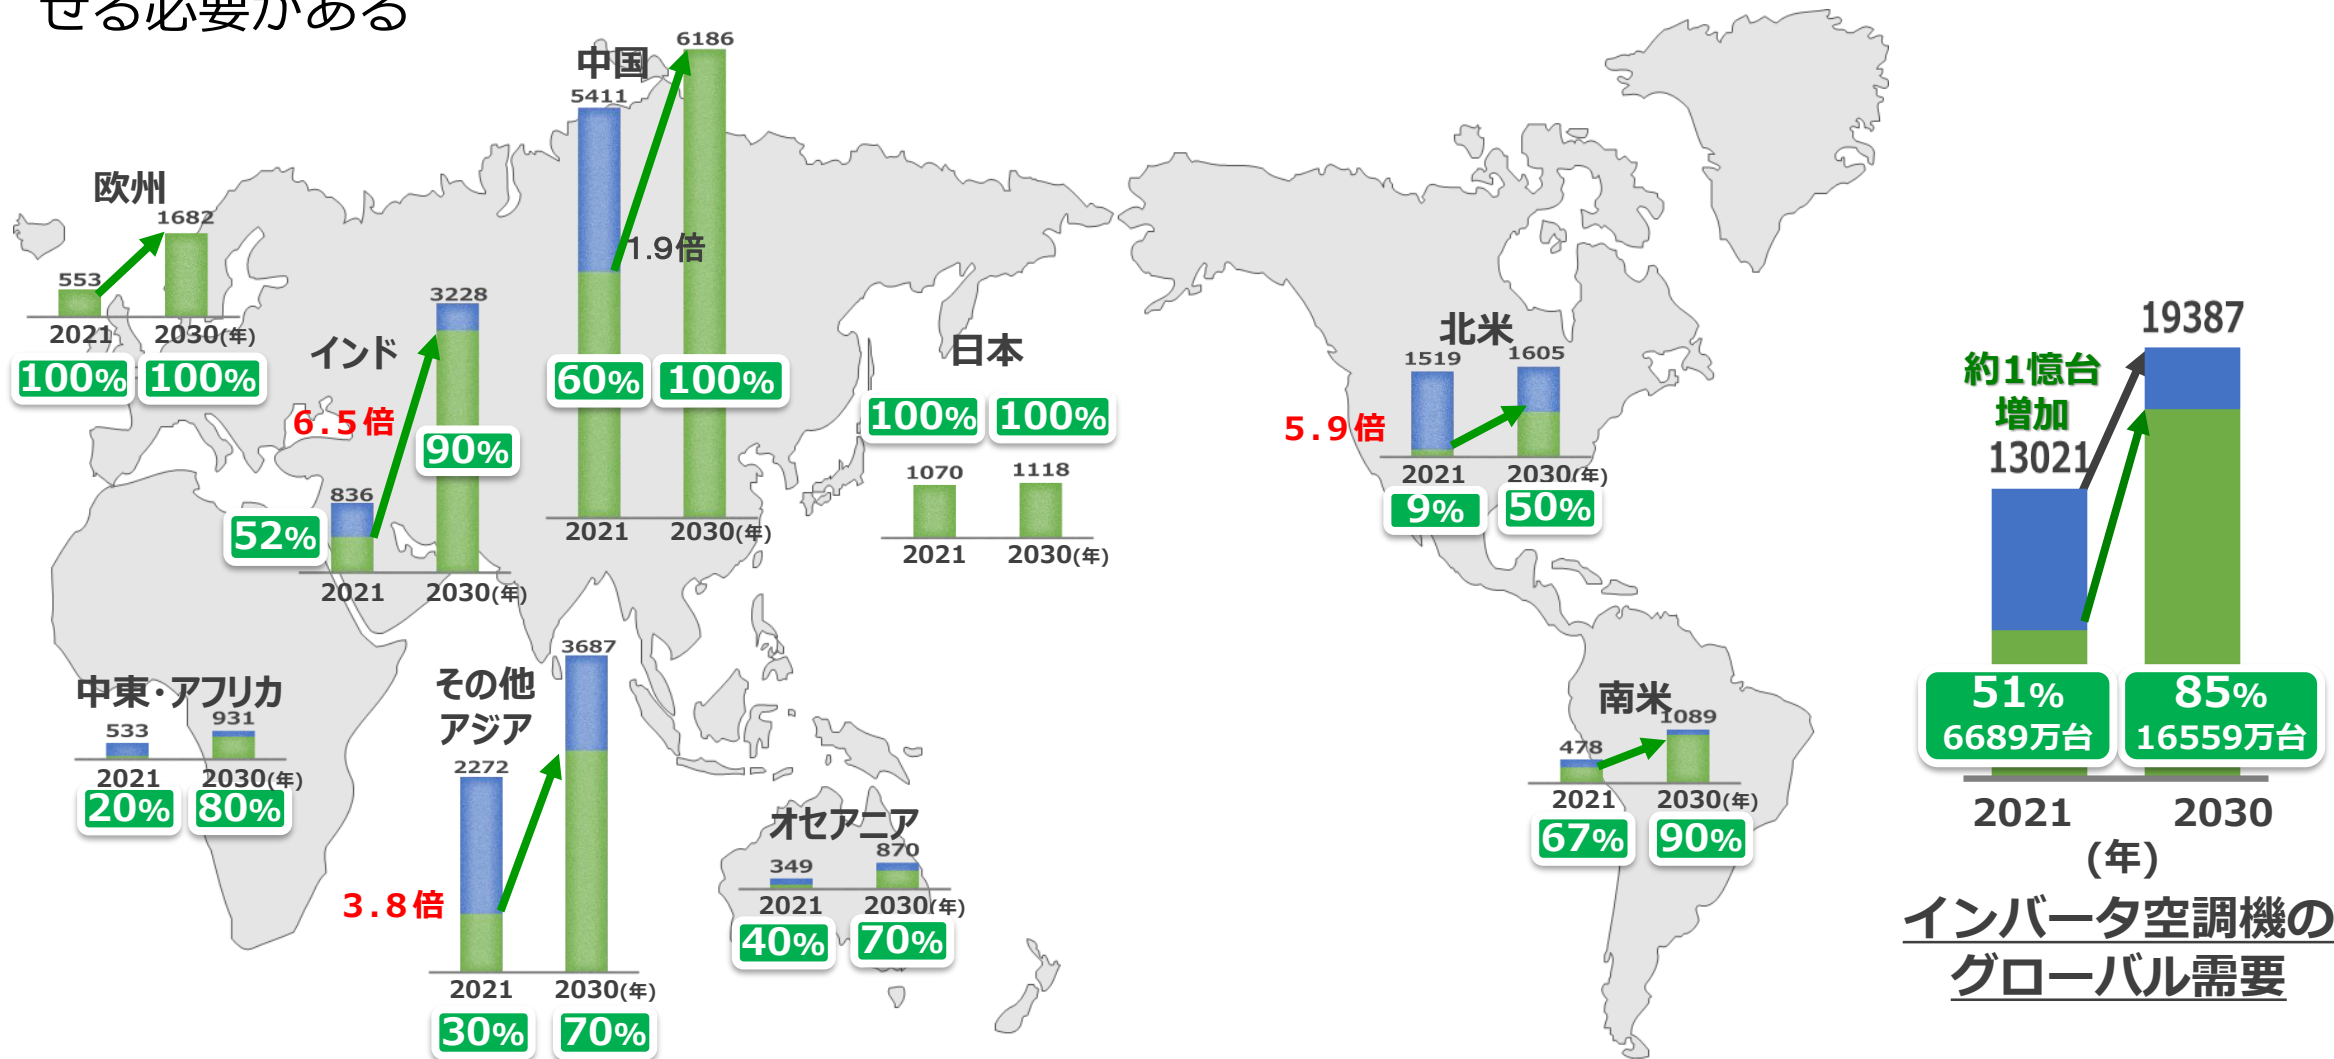 せる必要がある
中国
6186
5411
1.9倍
60% 100%
2021 2030(年)
欧州
1682
553
2021 2030(年)
100% 100%
インド
3228
6.5倍
90%
836
52%
2021 2030(年)
日本
100% 100%
1070 1118
2021 2030(年)
北米
1519 1605
5.9倍
2021 2030(年)
9% 50%
中東・アフリカ
533 931
2021 2030(年)
20% 80%
その他
アジア
3687
2272
3.8倍
2021 2030(年)
30% 70%
オセアニア
349 870
2021 2030(年)
40% 70%
南米
1089
478
2021 2030(年)
67% 90%
19387
約1憶台
増加
13021
51% 85%
6689万台 16559万台
2021 2030
(年)
インバータ空調機の
グローバル需要